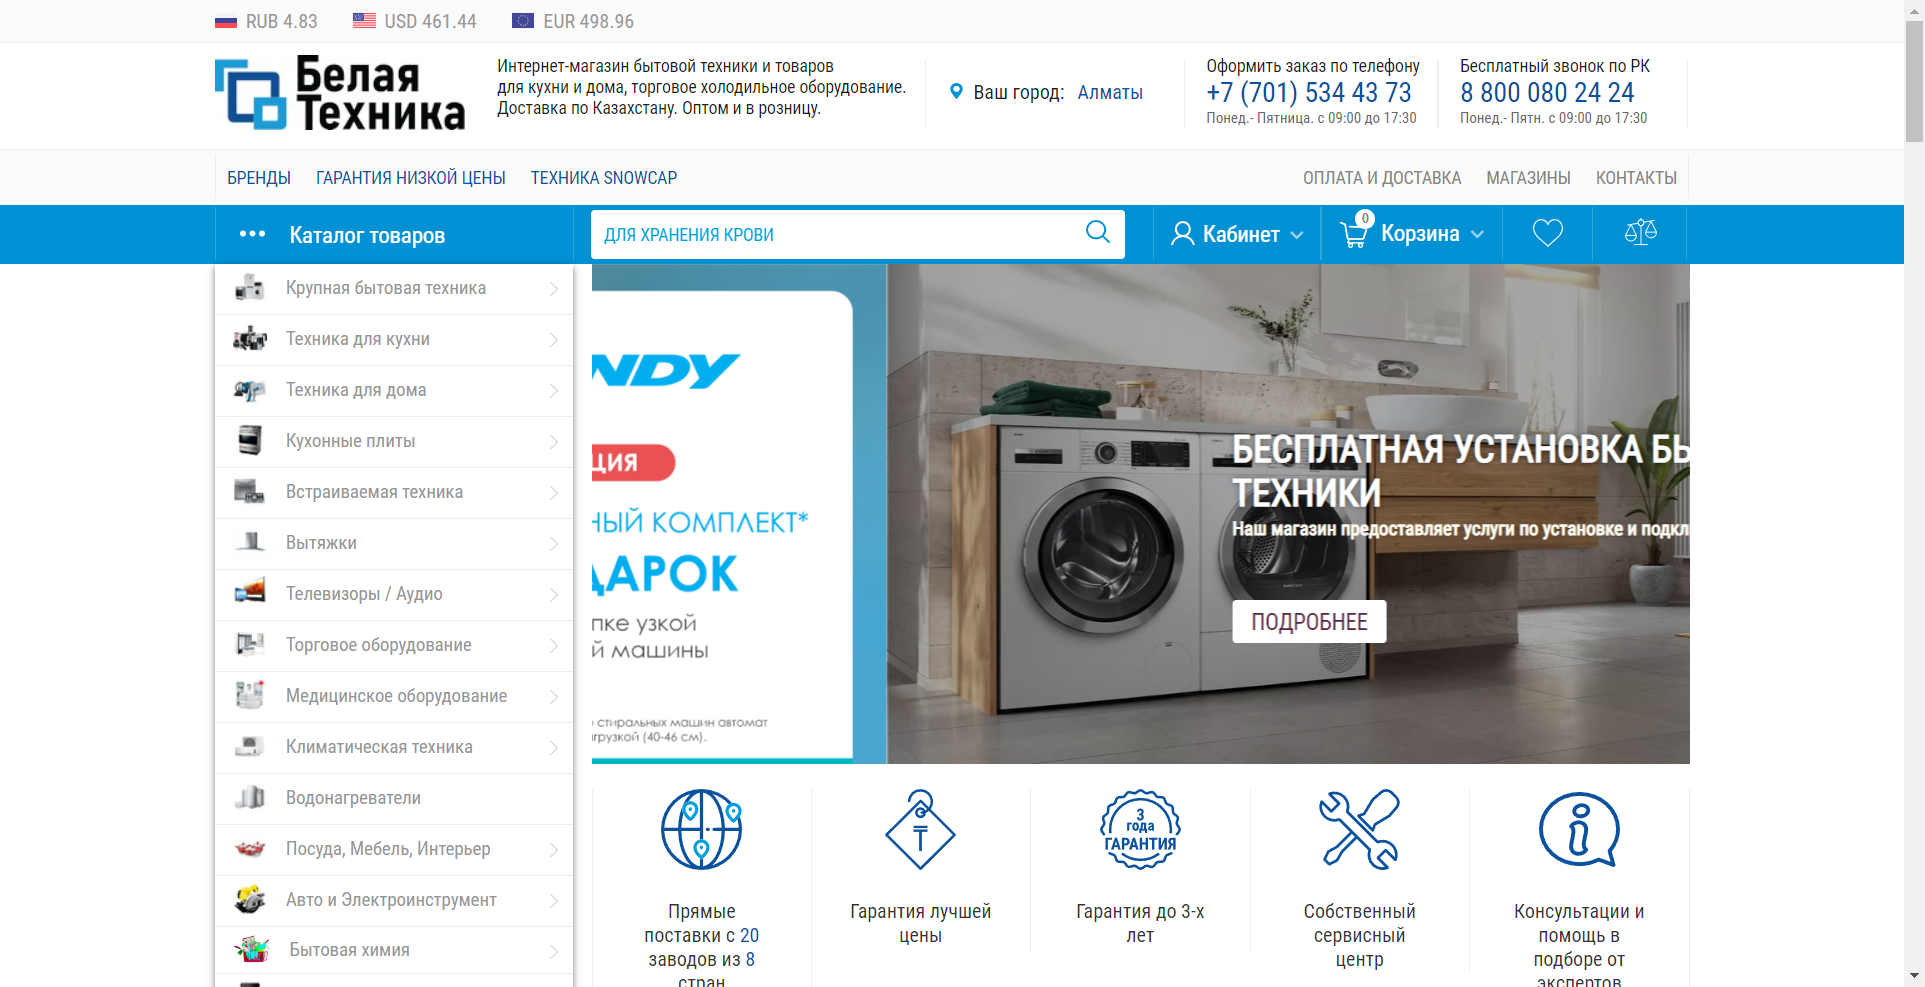 RUB 4.83
USD 461.44
EUR 498.96
Белая
Техника
Интернет-магазин бытовой техники и товаров
для кухни и дома, торговое холодильное оборудование.
Доставка по Казахстану. Оптом и в розницу.
Ваш город: Алматы
Оформить заказ по телефону
+7 (701) 534 43 73
Понед.- Пятница. с 09:00 до 17:30
Бесплатный звонок по РК
8 800 080 24 24
Понед.- Пятн. с 09:00 до 17:30
БРЕНДЫ
ГАРАНТИЯ НИЗКОЙ ЦЕНЫ
ТЕХНИКА SNOWCAP
ОПЛАТА И ДОСТАВКА
МАГАЗИНЫ
КОНТАКТЫ
Каталог товаров
ДЛЯ ХРАНЕНИЯ КРОВИ
Кабинет
0
Корзина
Крупная бытовая техника
Техника для кухни
Техника для дома
Кухонные плиты
Встраиваемая техника
Вытяжки
Телевизоры / Аудио
Торговое оборудование
Медицинское оборудование
Климатическая техника
Водонагреватели
Посуда, Мебель, Интерьер
Авто и Электроинструмент
Бытовая химия
NDY
ЦИЯ
НЫЙ КОМПЛЕКТ*
ДАРОК
пке узкой
й машины
стиральных машин автомат
грузкой (40-46 см).
БЕСПЛАТНАЯ УСТАНОВКА БЫ
ТЕХНИКИ
Наш магазин предоставляет услуги по установке и подкл
ПОДРОБНЕЕ
Прямые
поставки с 20
заводов из 8
стран
Гарантия лучшей
цены
3
года
ГАРАНТИЯ
Гарантия до 3-х
лет
Собственный
сервисный
центр
Консультации и
помощь в
подборе от
экспертов